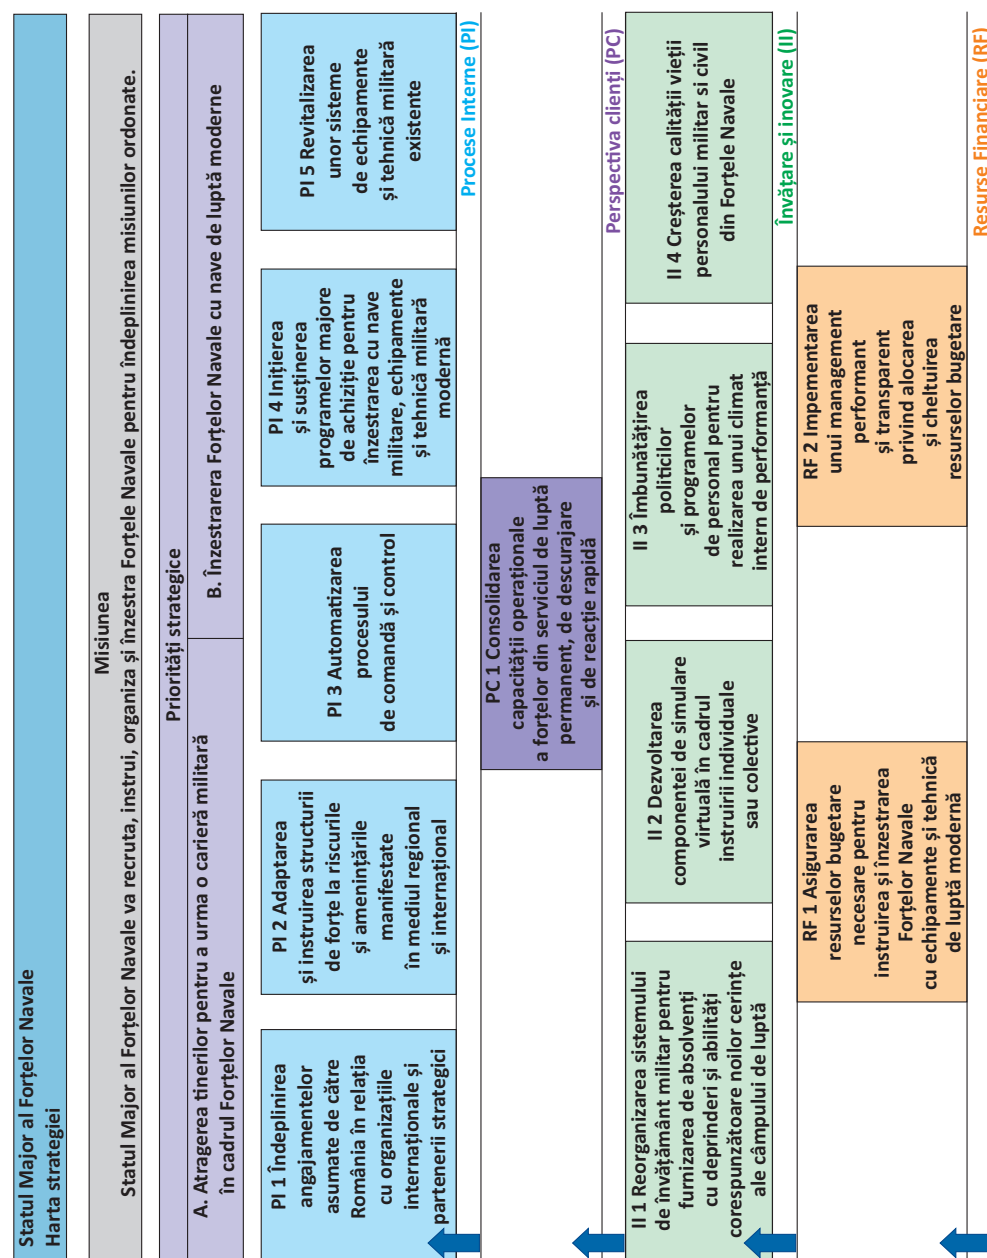 Statul Major al Forțelor Navale
Harta strategiei
Misiunea
Statul Major al Forțelor Navale va recruta, instrui, organiza și înzestra Forțele Navale pentru îndeplinirea misiunilor ordonate.
Priorități strategice
A. Atragerea tinerilor pentru a urma o carieră militară
în cadrul Forțelor Navale
B. Înzestrarera Forțelor Navale cu nave de luptă moderne
PI 1 Îndeplinirea
angajamentelor
asumate de către
România în relația
cu organizațiile
internaționale și
partenerii strategici
PI 2 Adaptarea
și instruirea structurii
de forțe la riscurile
și amenințările
manifestate
în mediul regional
și internațional
PI 3 Automatizarea
procesului
de comandă și control
PI 4 Inițierea
și susținerea
programelor majore
de achiziție pentru
înzestrarea cu nave
militare, echipamente
și tehnică militară
modernă
PI 5 Revitalizarea
unor sisteme
de echipamente
și tehnică militară
existente
Procese Interne (PI)
PC 1 Consolidarea
capacității operaționale
a forțelor din serviciul de luptă
permanent, de descurajare
și de reacție rapidă
Perspectiva clienți (PC)
II 1 Reorganizarea sistemului
de învățământ militar pentru
furnizarea de absolvenți
cu deprinderi și abilități
corespunzătoare noilor cerințe
ale câmpului de luptă
II 2 Dezvoltarea
componentei de simulare
virtuală în cadrul
instruirii individuale
sau colective
II 3 Îmbunătățirea
politicilor
și programelor
de personal pentru
realizarea unui climat
intern de performanță
II 4 Creșterea calității vieții
personalului militar si civil
din Forțele Navale
Învățare și inovare (II)
RF 1 Asigurarea
resurselor bugetare
necesare pentru
instruirea și înzestrarea
Forțelor Navale
cu echipamente și tehnică
de luptă modernă
RF 2 Impementarea
unui management
performant
și transparent
privind alocarea
și cheltuirea
resurselor bugetare
Resurse Financiare (RF)